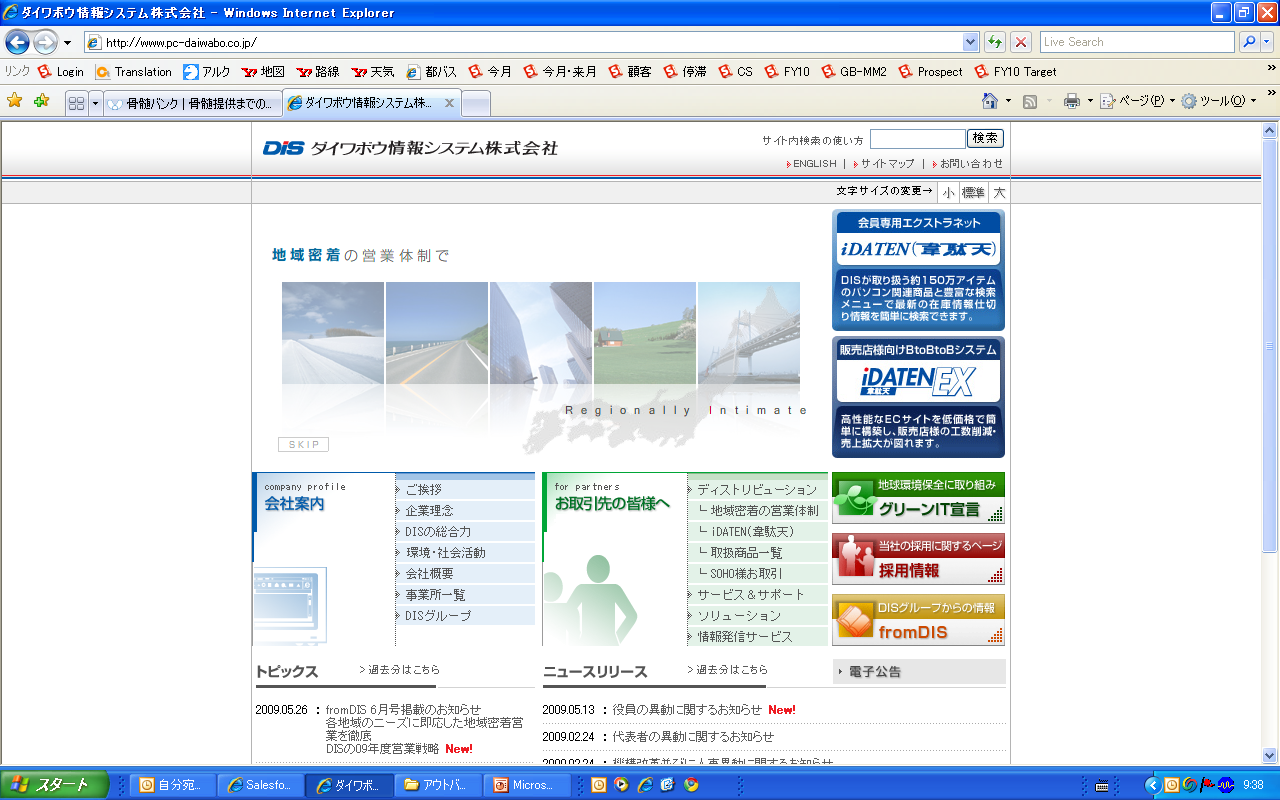 ダイワボウ情報システム株式会社 - Windows Internet Explorer
http://www.pc-daiwabo.co.jp/
Live Search
リンク Login Translation アルク 地図 路線 天気 都バス 今月 今月・来月 顧客 停滞 CS FY10 GB-MM2 Prospect FY10 Target
骨髄バンク | 骨髄提供までの... ダイワボウ情報システム株... ページ(P) ツール(O)
DIS ダイワボウ情報システム株式会社
サイト内検索の使い方 検索
ENGLISH | サイトマップ | お問い合わせ
文字サイズの変更→ 小 標準 大
地域密着の営業体制で
Regionally Intimate
SKIP
会員専用エクストラネット
iDATEN(韋駄天)
DISが取り扱う約150万アイテム
のパソコン関連商品と豊富な検索
メニューで最新の在庫情報仕切
り情報を簡単に検索できます。
販売店様向けBtoBtoBシステム
iDATEN EX
韋駄天
高性能なECサイトを低価格で簡
単に構築し、販売店様の工数削減・
売上拡大が図れます。
company profile
会社案内
ご挨拶
企業理念
DISの総合力
環境・社会活動
会社概要
事業所一覧
DISグループ
for partners
お取引先の皆様へ
ディストリビューション
└ 地域密着の営業体制
└ iDATEN(韋駄天)
└ 取扱商品一覧
└ SOHO様お取引
サービス＆サポート
ソリューション
情報発信サービス
地球環境保全に取り組み
グリーンIT宣言
当社の採用に関するページ
採用情報
DISグループからの情報
fromDIS
電子公告
トピックス >過去分はこちら
2009.05.26 : fromDIS 6月号掲載のお知らせ
各地域のニーズに即応した地域密着営
業を徹底
DISの09年度営業戦略 New!
ニュースリリース >過去分はこちら
2009.05.13 : 役員の異動に関するお知らせ New!
2009.02.24 : 代表者の異動に関するお知らせ
2009.02.24 : 機構改革並びに人事異動に関するお知らせ
スタート 自分宛... Salesfo... ダイワボ... アウトバ... Micros... 9:38